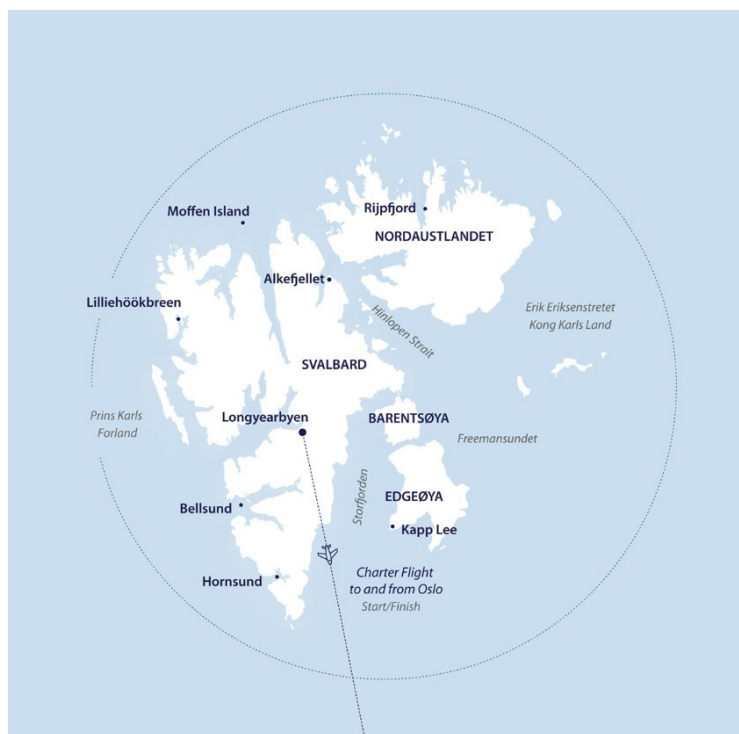 Rijpfjord
Moffen Island
NORDAUSTLANDET
Alkefjellet
Lilliehöökbreen
Erik Eriksenstretet
Kong Karls Land
Hinlopen Strait
SVALBARD
Prins Karls
Forland
Longyearbyen
BARENTSØYA
Freemansundet
EDGEØYA
Storfjorden
Bellsund
Kapp Lee
Charter Flight
to and from Oslo
Start/Finish
Hornsund